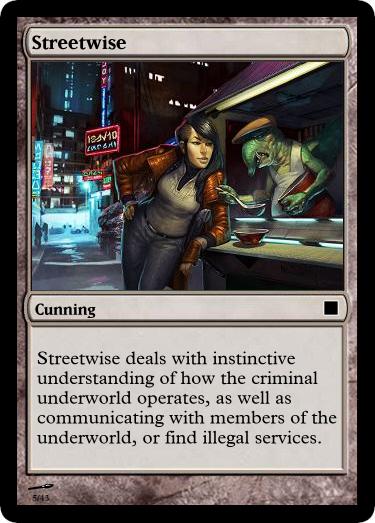 Streetwise
Cunning
Streetwise deals with instinctive
understanding of how the criminal
underworld operates, as well as
communicating with members of the
underworld, or find illegal services.
5/43